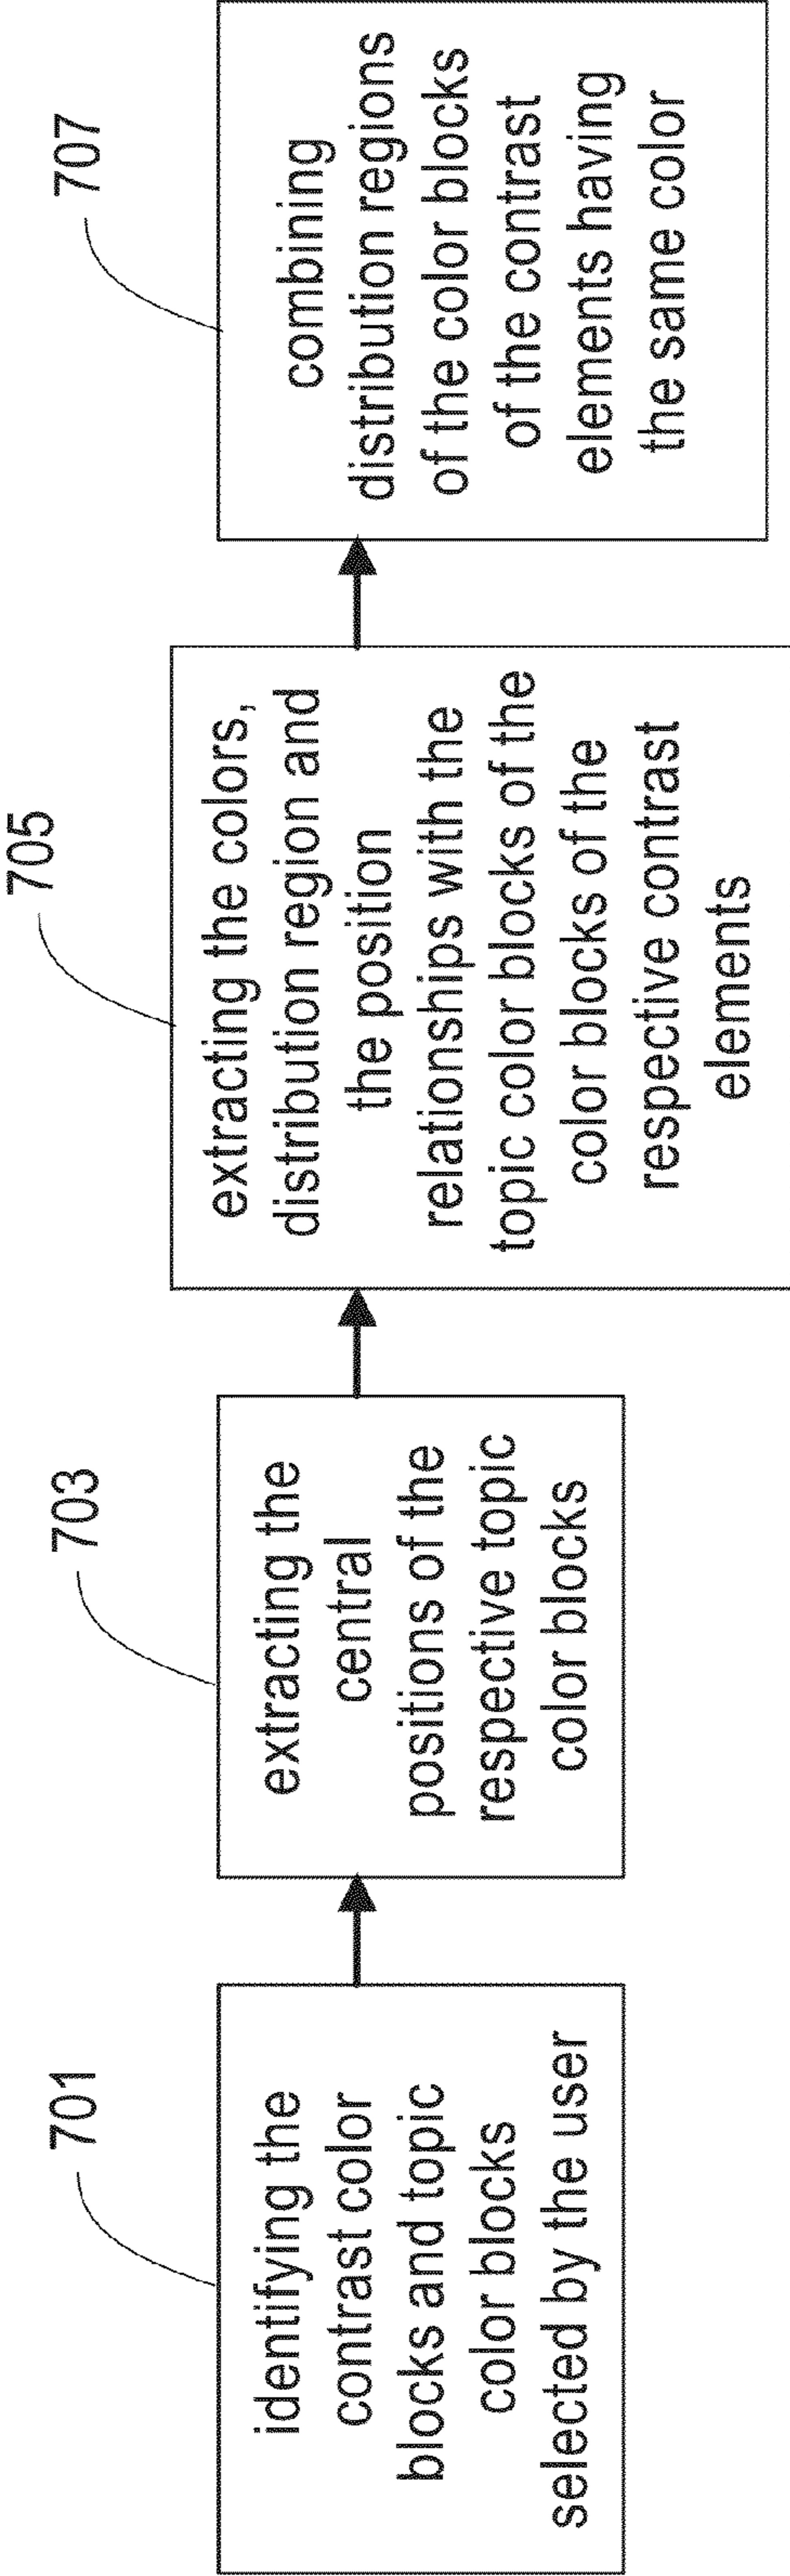 701
identifying the
contrast color
blocks and topic
color blocks
selected by the user
703
extracting the
central
positions of the
respective topic
color blocks
705
extracting the colors,
distribution region and
the position
relationships with the
topic color blocks of the
color blocks of the
respective contrast
elements
707
combining
distribution regions
of the color blocks
of the contrast
elements having
the same color